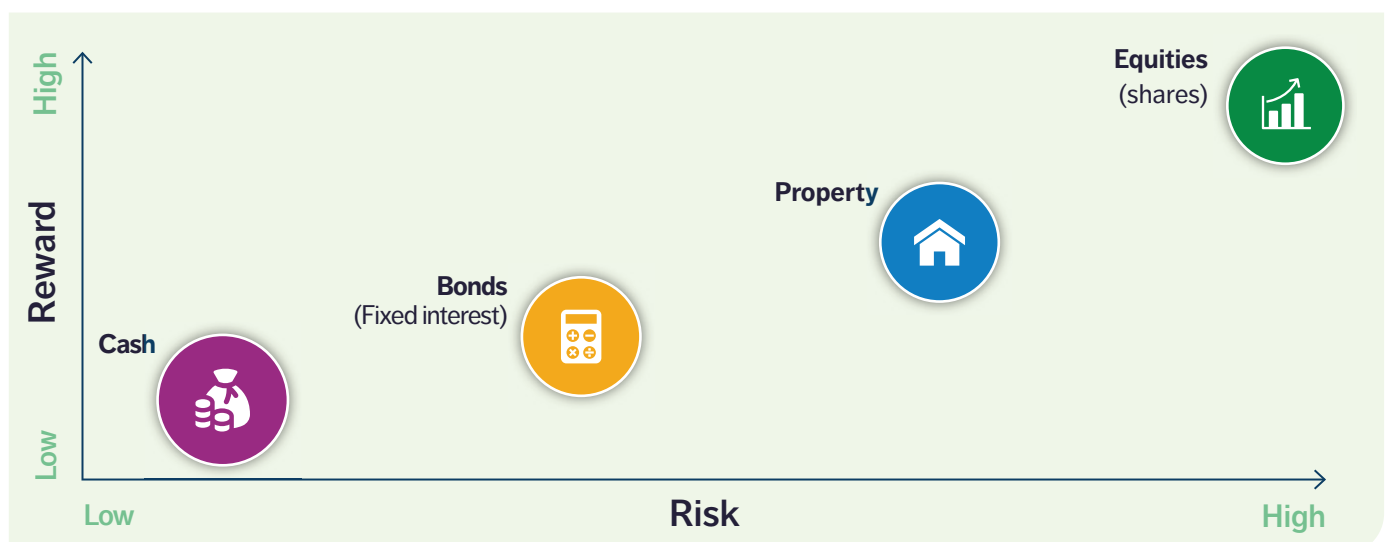 High
Equities
(shares)
Property
Reward
Bonds
(Fixed interest)
Cash
Low
Low
Risk
High